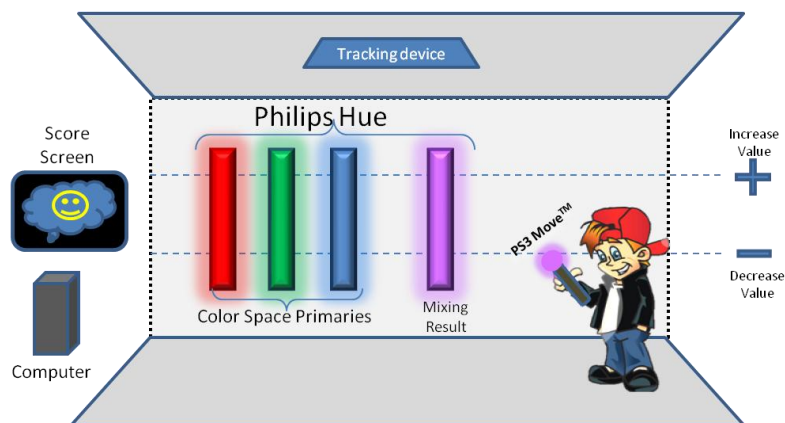 Tracking device
Philips Hue
Score
Screen
Increase
Value
PS3 Move™
Decrease
Value
Color Space Primaries
Mixing
Result
Computer